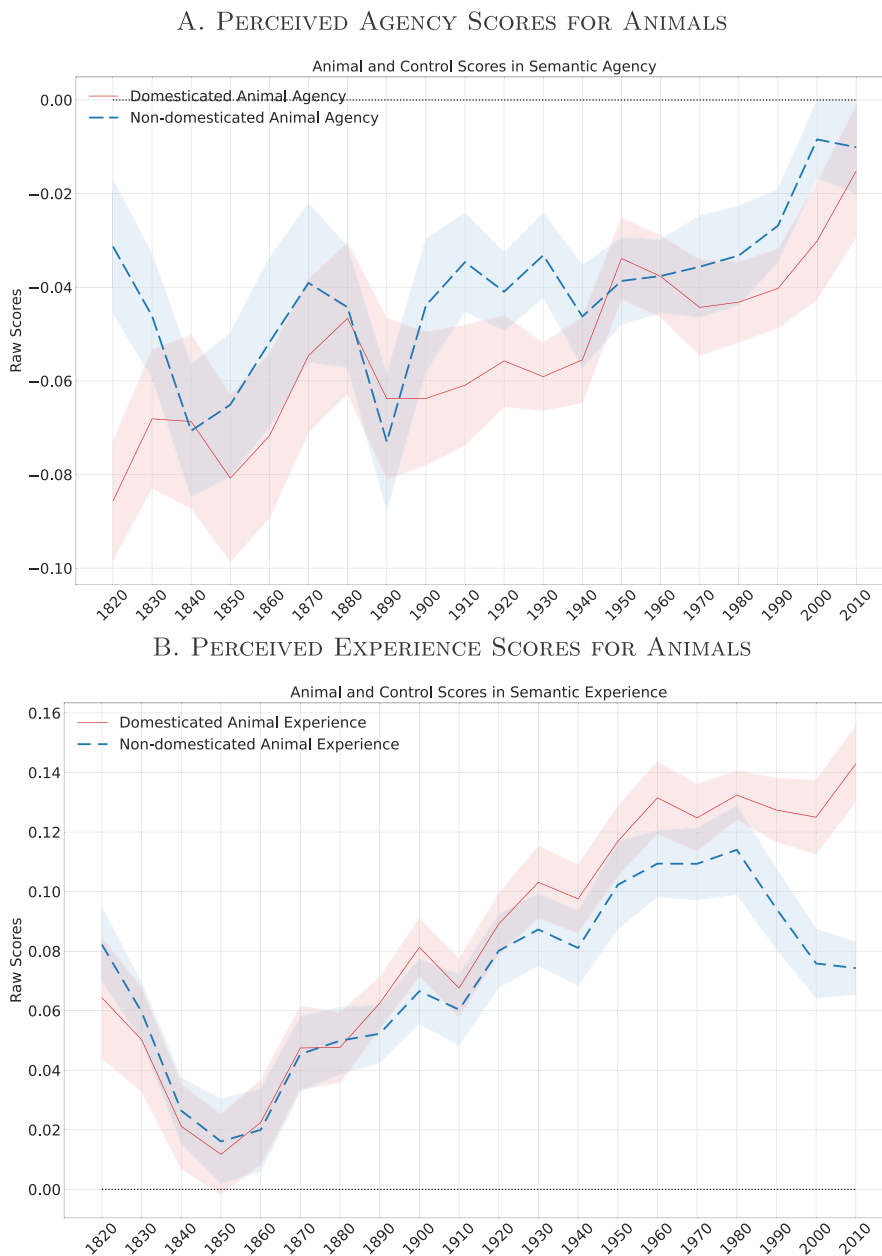 A. Perceived Agency Scores for Animals
Animal and Control Scores in Semantic Agency
Domesticated Animal Agency
Non-domesticated Animal Agency
Raw Scores
0.00
−0.02
−0.04
−0.06
−0.08
−0.10
1820 1830 1840 1850 1860 1870 1880 1890 1900 1910 1920 1930 1940 1950 1960 1970 1980 1990 2000 2010
B. Perceived Experience Scores for Animals
Animal and Control Scores in Semantic Experience
Domesticated Animal Experience
Non-domesticated Animal Experience
Raw Scores
0.16
0.14
0.12
0.10
0.08
0.06
0.04
0.02
0.00
1820 1830 1840 1850 1860 1870 1880 1890 1900 1910 1920 1930 1940 1950 1960 1970 1980 1990 2000 2010